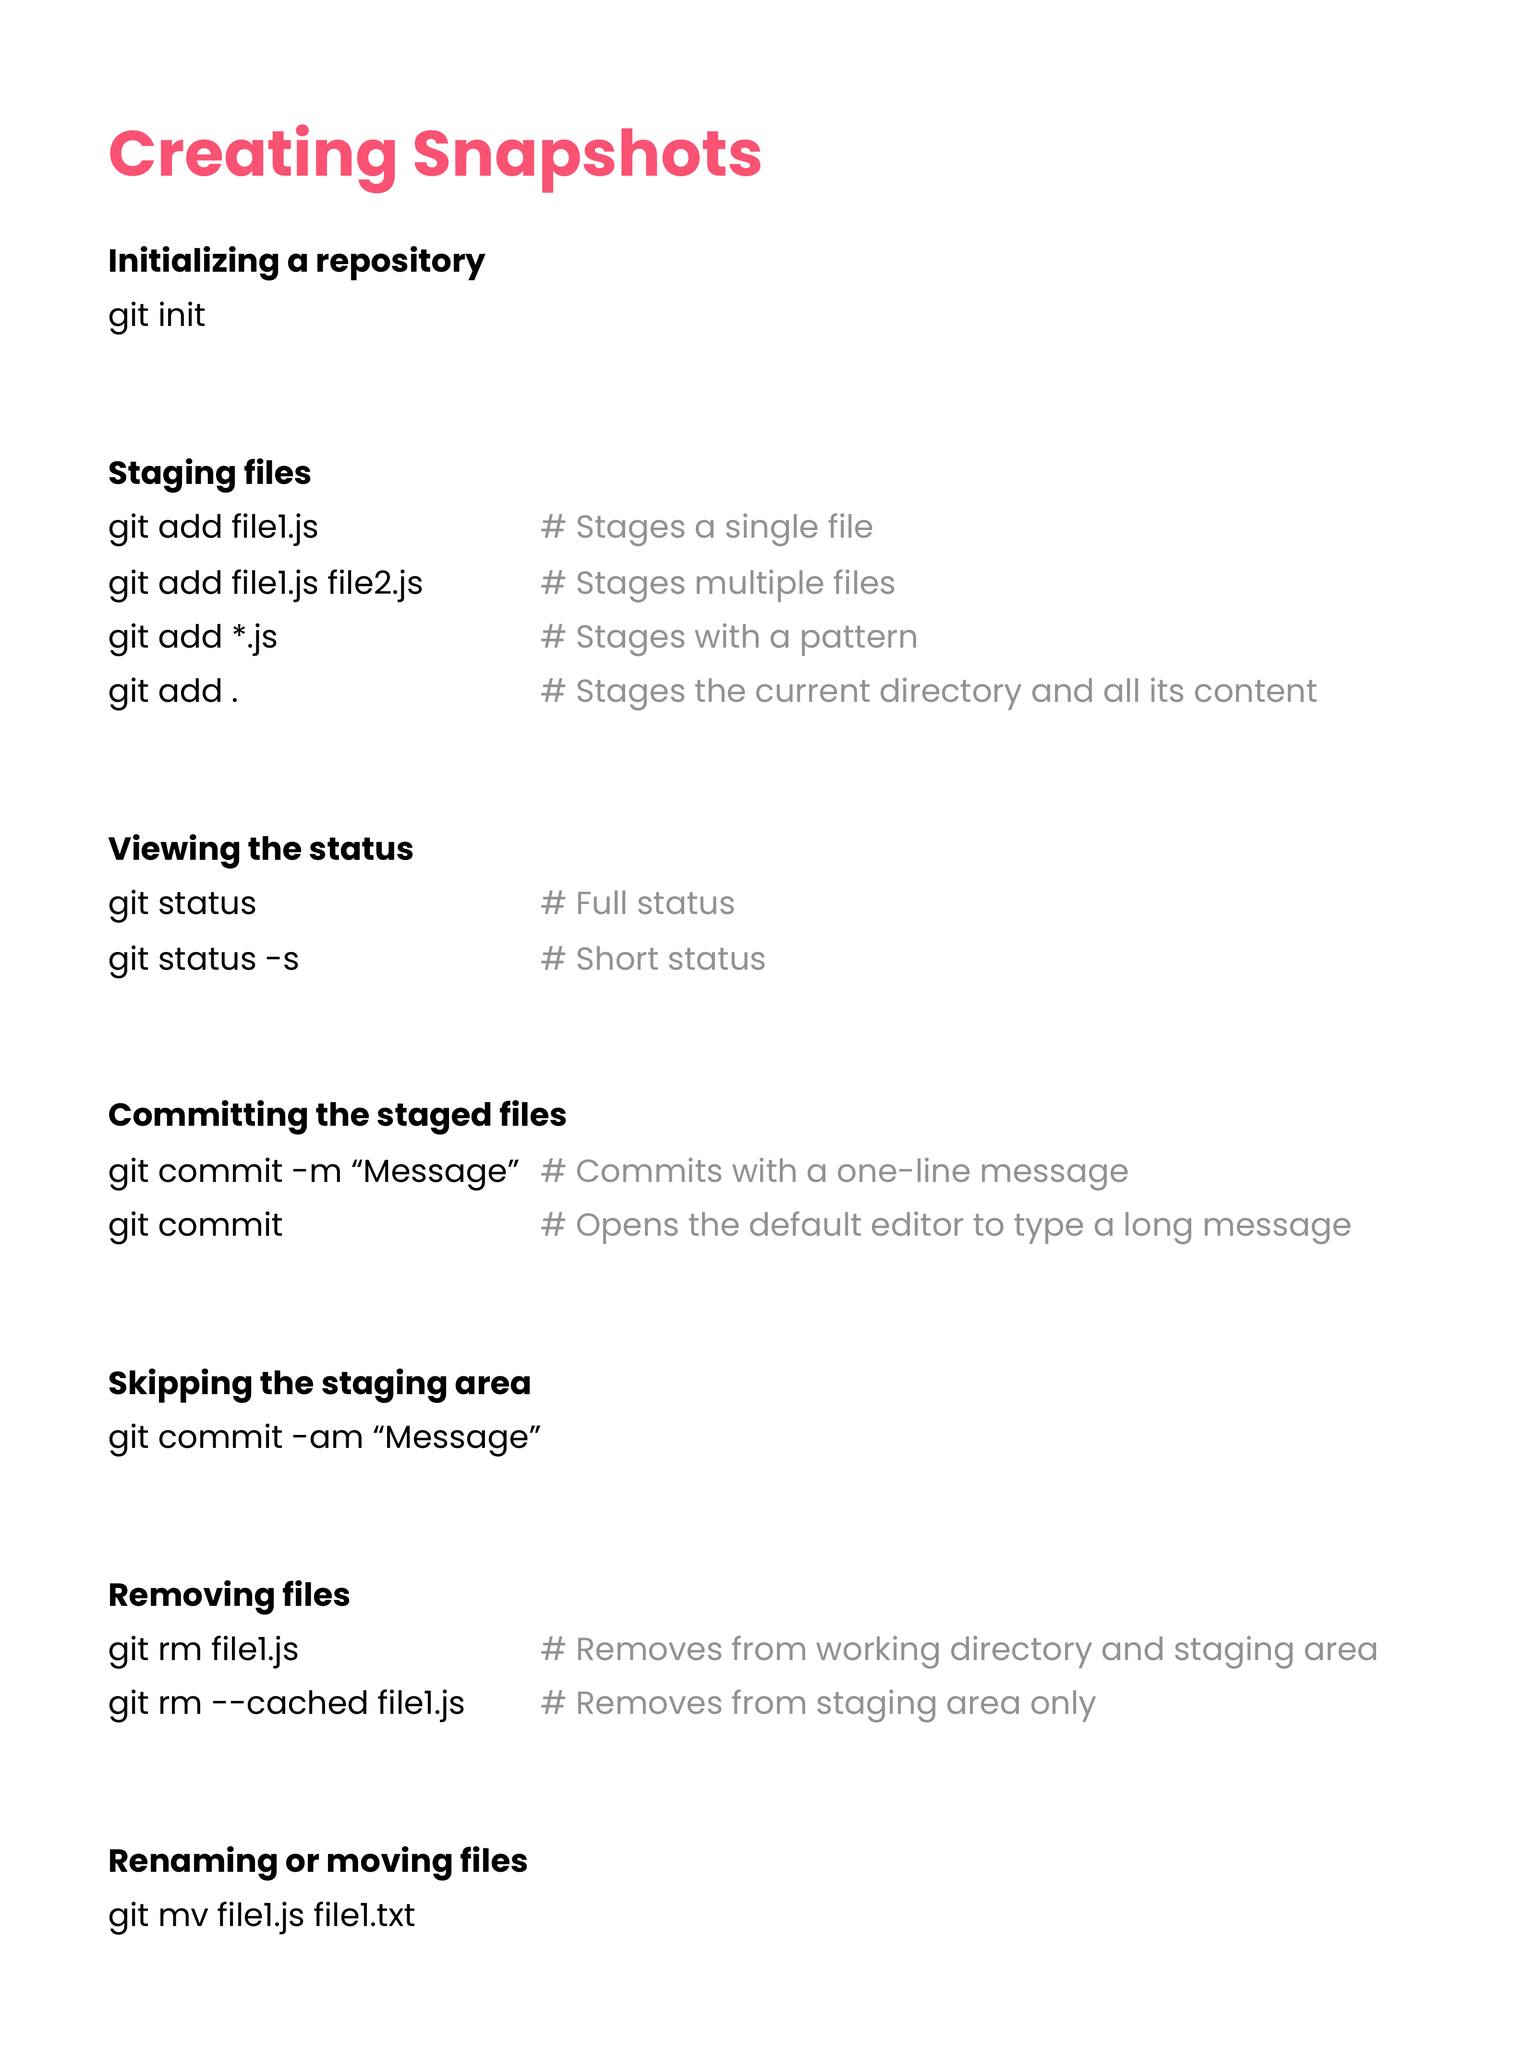 Creating Snapshots
Initializing a repository
git init
Staging files
git add file1.js # Stages a single file
git add file1.js file2.js # Stages multiple files
git add *.js # Stages with a pattern
git add . # Stages the current directory and all its content
Viewing the status
git status # Full status
git status -s # Short status
Committing the staged files
git commit -m “Message” # Commits with a one-line message
git commit # Opens the default editor to type a long message
Skipping the staging area
git commit -am “Message”
Removing files
git rm file1.js # Removes from working directory and staging area
git rm --cached file1.js # Removes from staging area only
Renaming or moving files
git mv file1.js file1.txt